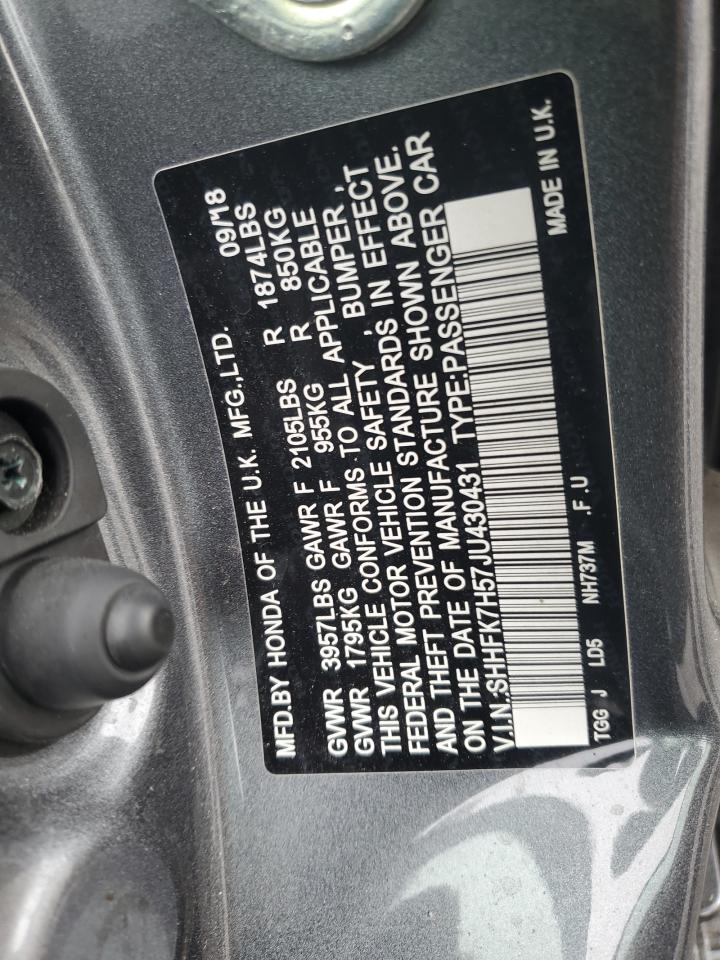 MFD.BY HONDA OF THE U.K. MFG.,LTD. 09/18
GVWR 3957LBS GAWR F 2105LBS R 1874LBS
GVWR 1795KG GAWR F 955KG R 850KG
THIS VEHICLE CONFORMS TO ALL APPLICABLE
FEDERAL MOTOR VEHICLE SAFETY , BUMPER ,
AND THEFT PREVENTION STANDARDS IN EFFECT
ON THE DATE OF MANUFACTURE SHOWN ABOVE.
V.I.N.:SHHFK7H57JU430431 TYPE:PASSENGER CAR
TGG J LD5 NH737M .F .U MADE IN U.K.